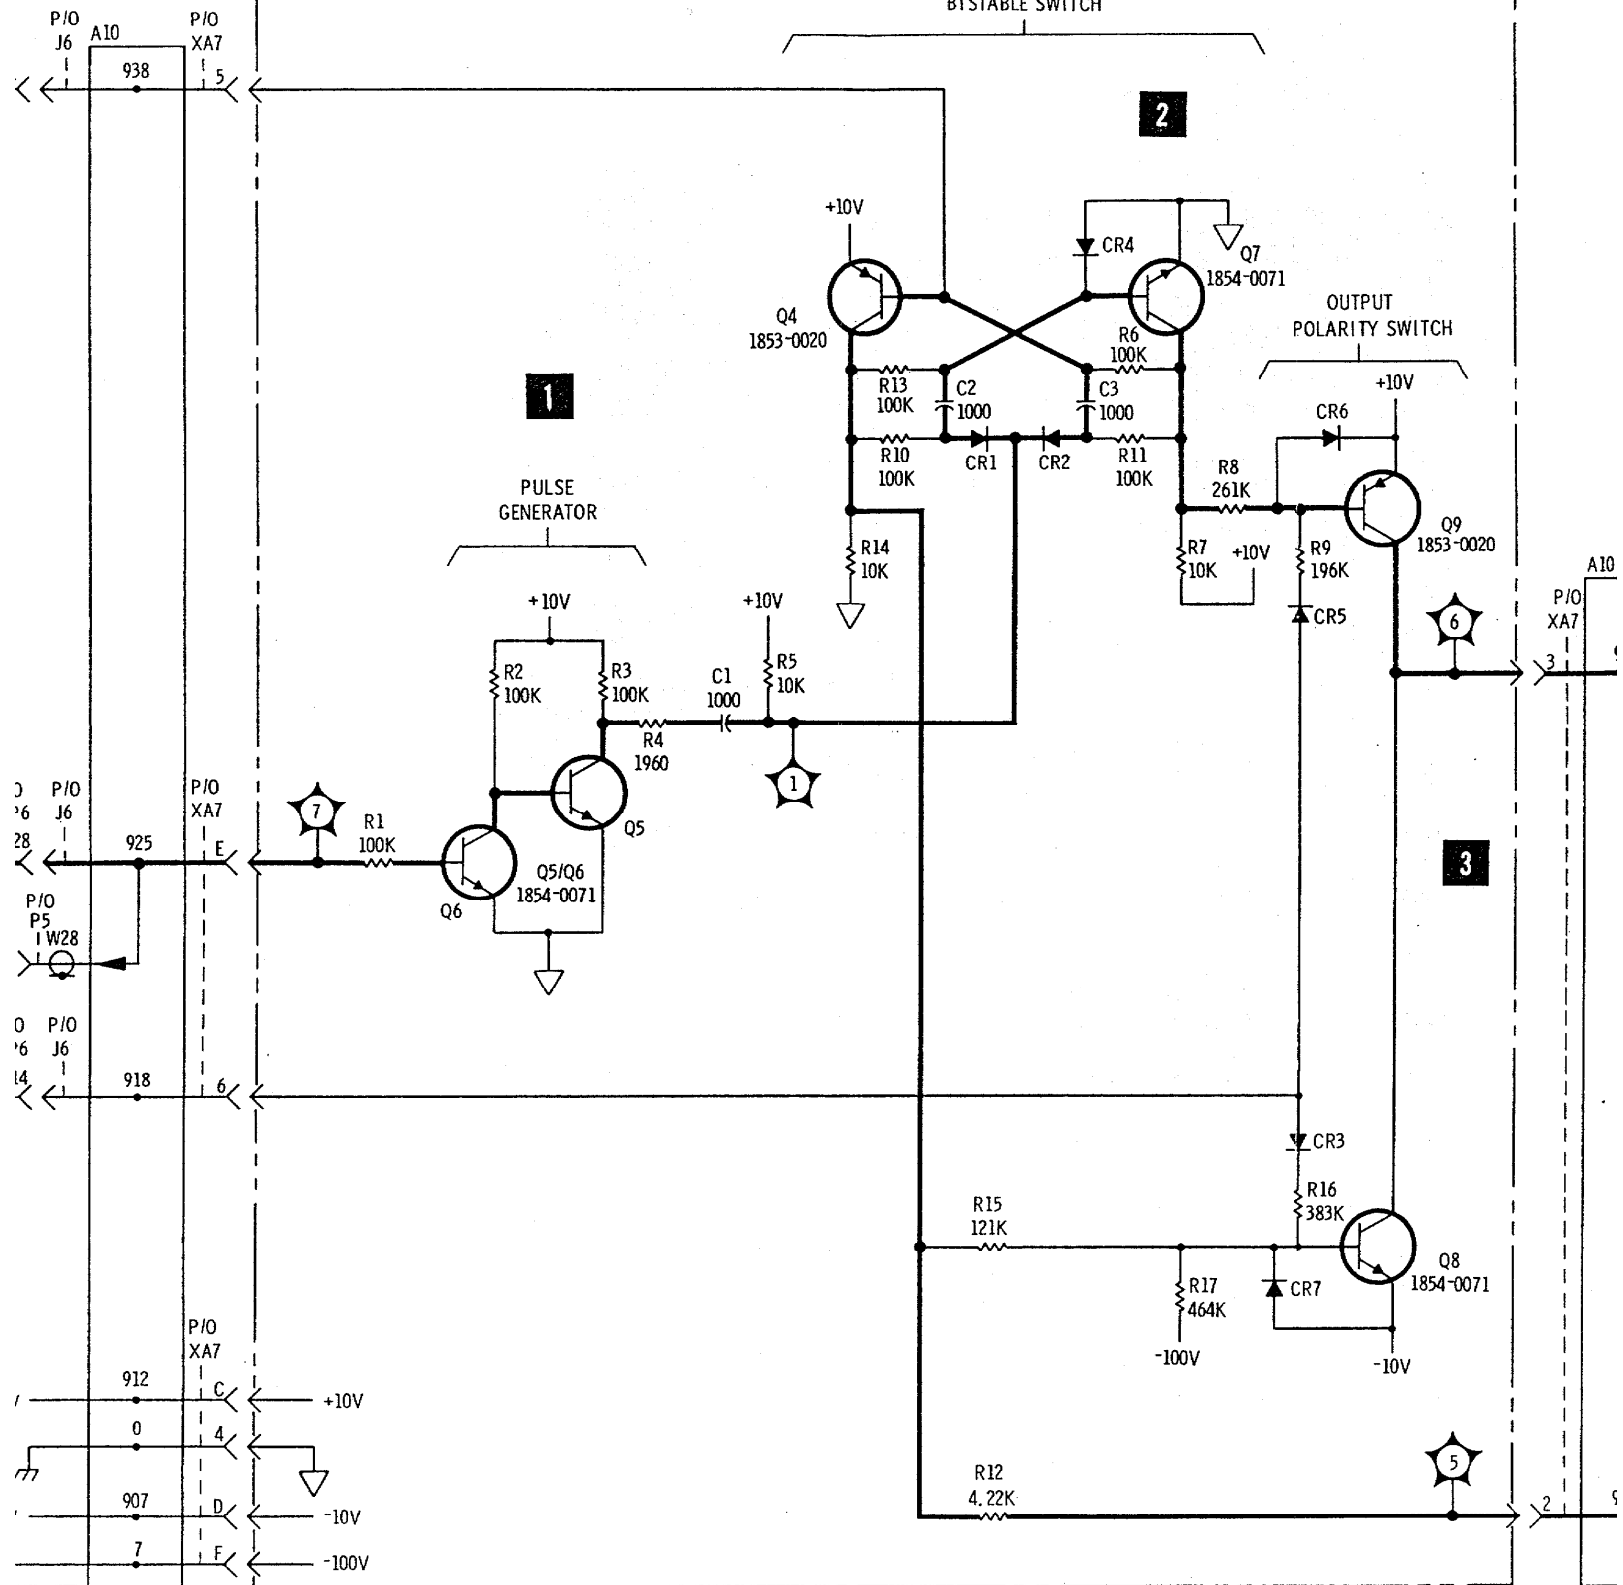 BISTABLE SWITCH
P/O
J6
A10
P/O
XA7
938
5
2
+10V
CR4
Q7
1854-0071
Q4
1853-0020
OUTPUT
POLARITY SWITCH
R6
100K
R13
100K
C2
1000
C3
1000
+10V
CR6
1
R10
100K
CR1
CR2
R11
100K
R8
261K
PULSE
GENERATOR
Q9
1853-0020
R14
10K
R7
10K
+10V
R9
196K
A10
P/O
XA7
+10V
+10V
CR5
6
3
R2
100K
R3
100K
C1
1000
R5
10K
R4
1960
1
P/O
J6
P/O
XA7
7
R1
100K
Q5
28
925
E
Q5/Q6
1854-0071
Q6
3
P/O
P5
W28
P/O
J6
918
6
CR3
R15
121K
R16
383K
Q8
1854-0071
R17
464K
CR7
-100V
-10V
P/O
XA7
912
C
+10V
0
4
907
D
-10V
7
F
-100V
R12
4.22K
5
2